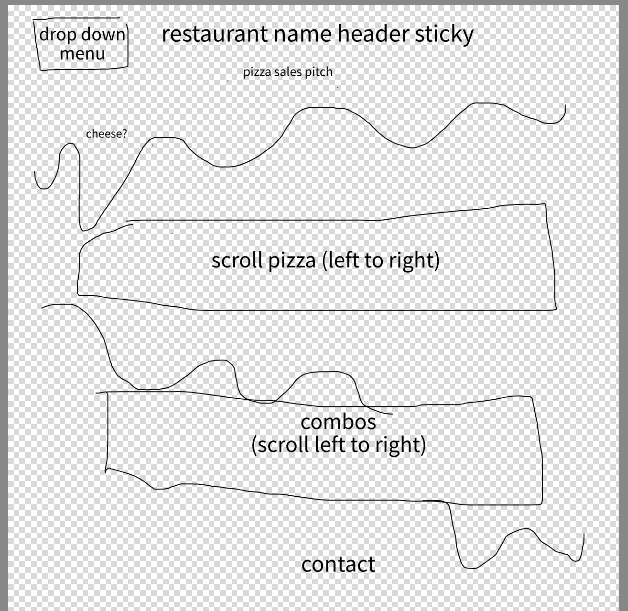 drop down
menu
restaurant name header sticky
pizza sales pitch
cheese?
scroll pizza (left to right)
combos
(scroll left to right)
contact